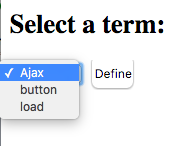 Select a term:
✓ Ajax
Define
button
load